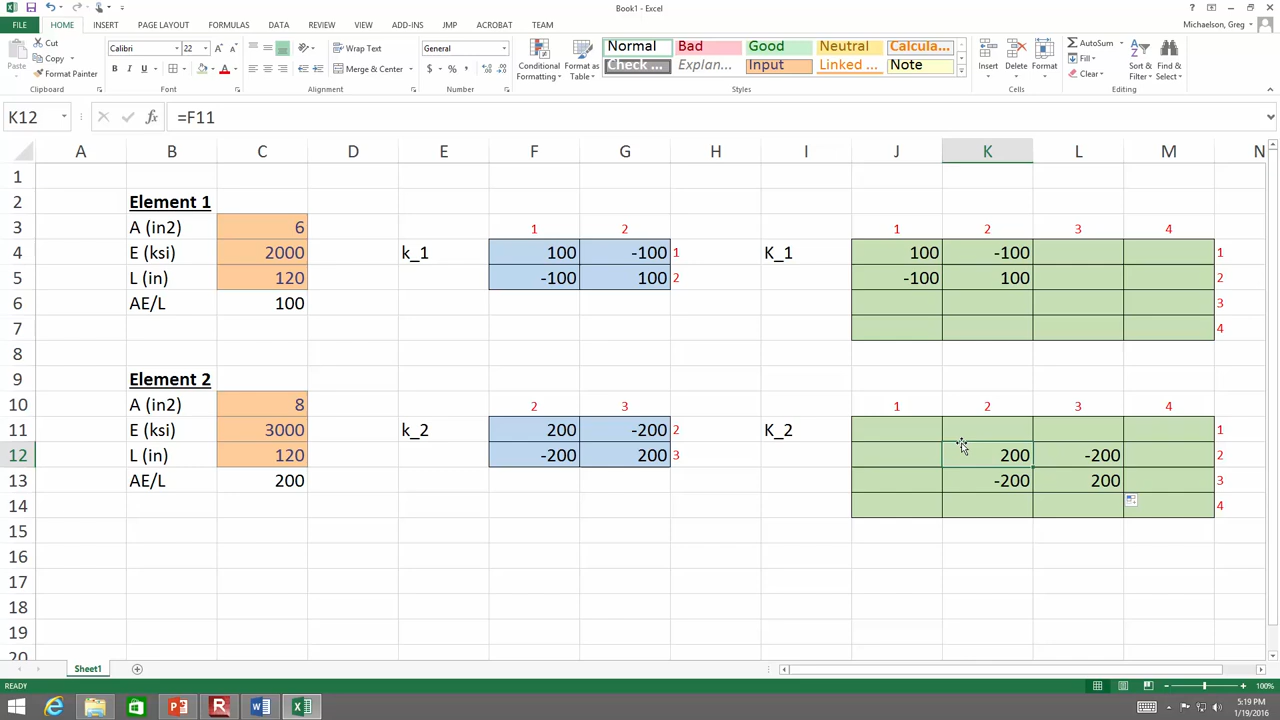 Book1 - Excel
FILE HOME INSERT PAGE LAYOUT FORMULAS DATA REVIEW VIEW ADD-INS JMP ACROBAT TEAM Michaelson, Greg
Cut Calibri 22 Wrap Text General Normal Bad Good Neutral Calcula... AutoSum
Paste Copy Format Painter B I U Merge & Center $ % Conditional Formatting Format as Table Check ... Explan... Input Linked ... Note Insert Delete Format Fill Clear Sort & Filter Find & Select
Clipboard Font Alignment Number Styles Cells Editing
K12 fx =F11
A B C D E F G H I J K L M N
1
2 Element 1
3 A (in2) 6 1 2 1 2 3 4
4 E (ksi) 2000 k_1 100 -100 1 K_1 100 -100 1
5 L (in) 120 -100 100 2 -100 100 2
6 AE/L 100 3
7 4
8
9 Element 2
10 A (in2) 8 2 3 1 2 3 4
11 E (ksi) 3000 k_2 200 -200 2 K_2 1
12 L (in) 120 -200 200 3 200 -200 2
13 AE/L 200 -200 200 3
14 4
15
16
17
18
19
20
Sheet1
READY 100%
5:19 PM
1/19/2016